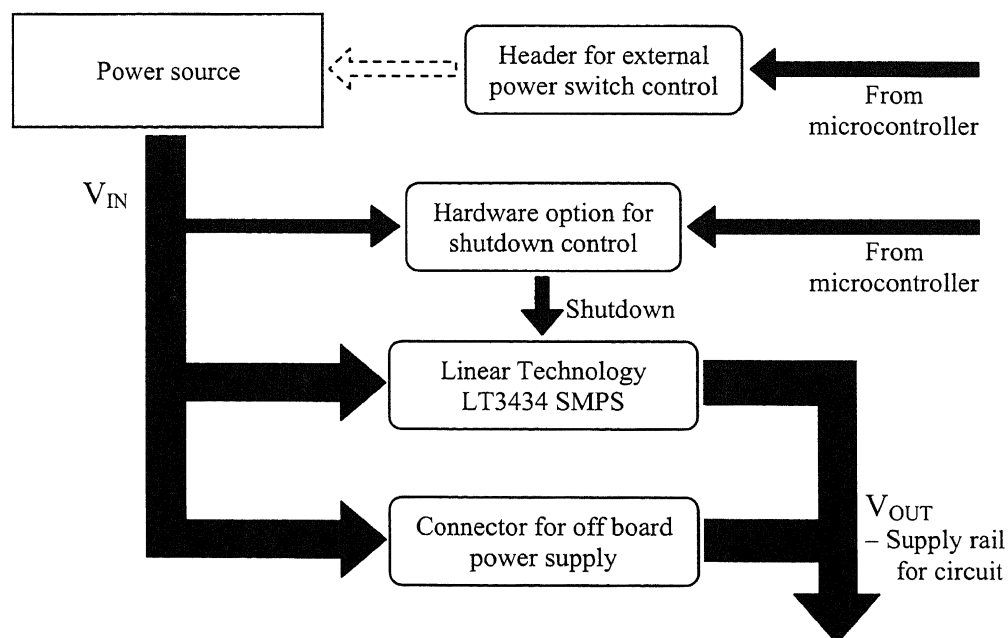 Power source
Header for external
power switch control
From
microcontroller
V_IN
Hardware option for
shutdown control
From
microcontroller
Shutdown
Linear Technology
LT3434 SMPS
Connector for off board
power supply
V_OUT
– Supply rail
for circuit